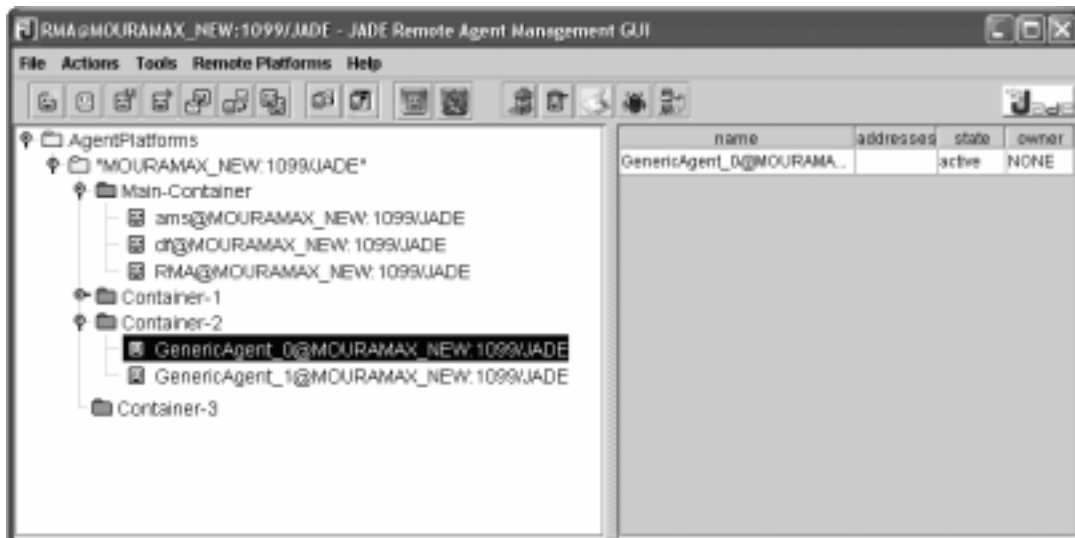 RMA@MOURAMAX_NEW:1099/JADE - JADE Remote Agent Management GUI
File Actions Tools Remote Platforms Help
Jade
AgentPlatforms
"MOURAMAX_NEW:1099/JADE"
Main-Container
ams@MOURAMAX_NEW:1099/JADE
df@MOURAMAX_NEW:1099/JADE
RMA@MOURAMAX_NEW:1099/JADE
Container-1
Container-2
GenericAgent_0@MOURAMAX_NEW:1099/JADE
GenericAgent_1@MOURAMAX_NEW:1099/JADE
Container-3
name addresses state owner
GenericAgent_0@MOURAMA... active NONE